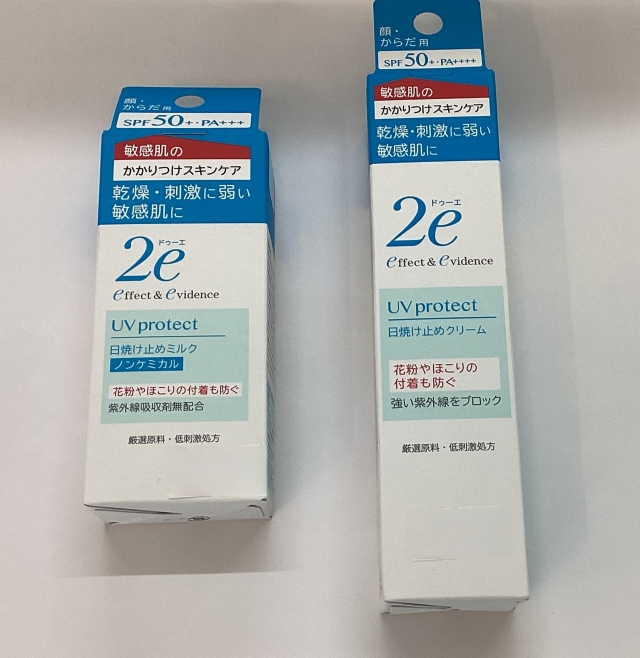 顔・
からだ用
SPF50+・PA+++
敏感肌の
かかりつけスキンケア
乾燥・刺激に弱い
敏感肌に
ドゥーエ
2e
effect & evidence
UV protect
日焼け止めミルク
ノンケミカル
花粉やほこりの付着も防ぐ
紫外線吸収剤無配合
厳選原料・低刺激処方
顔・
からだ用
SPF50+・PA++++
敏感肌の
かかりつけスキンケア
乾燥・刺激に弱い
敏感肌に
ドゥーエ
2e
effect & evidence
UV protect
日焼け止めクリーム
花粉やほこりの
付着も防ぐ
強い紫外線をブロック
厳選原料・低刺激処方